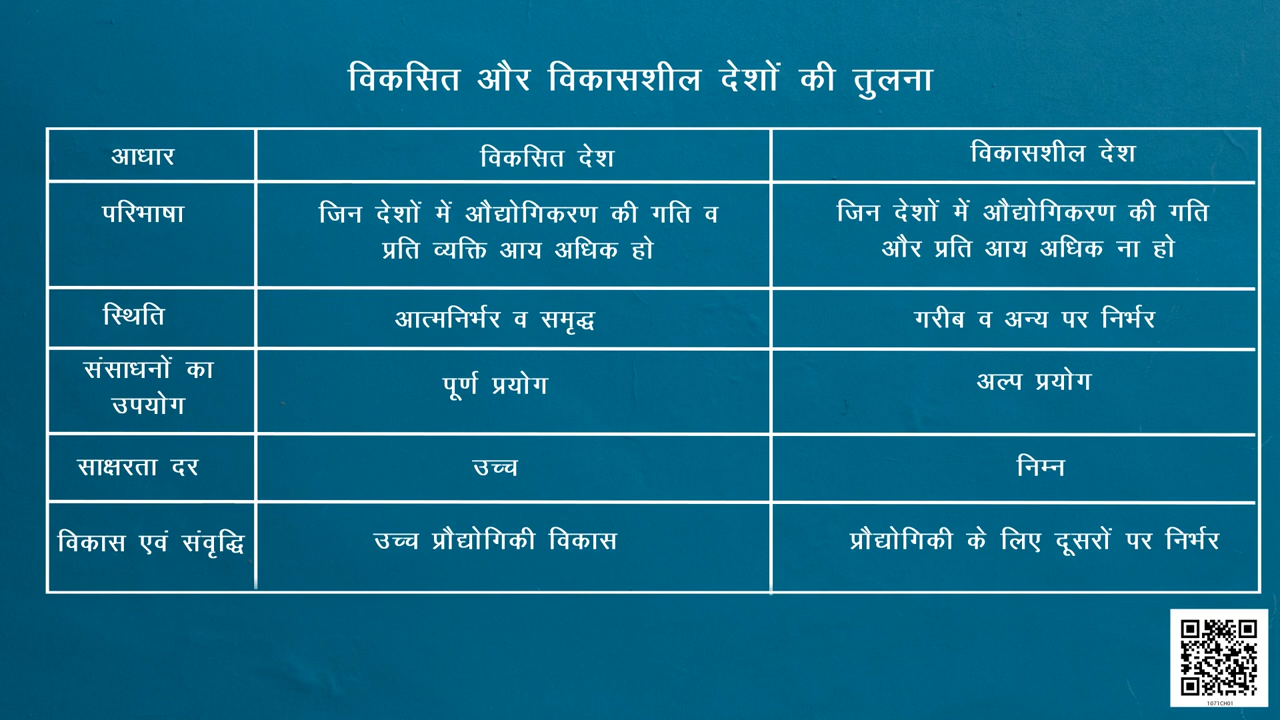 विकसित और विकासशील देशों की तुलना
आधार
विकसित देश
विकासशील देश
परिभाषा
जिन देशों में औद्योगिकरण की गति व
प्रति व्यक्ति आय अधिक हो
जिन देशों में औद्योगिकरण की गति
और प्रति आय अधिक ना हो
स्थिति
आत्मनिर्भर व समृद्ध
गरीब व अन्य पर निर्भर
संसाधनों का
उपयोग
पूर्ण प्रयोग
अल्प प्रयोग
साक्षरता दर
उच्च
निम्न
विकास एवं संवृद्धि
उच्च प्रौद्योगिकी विकास
प्रौद्योगिकी के लिए दूसरों पर निर्भर
1071CH01